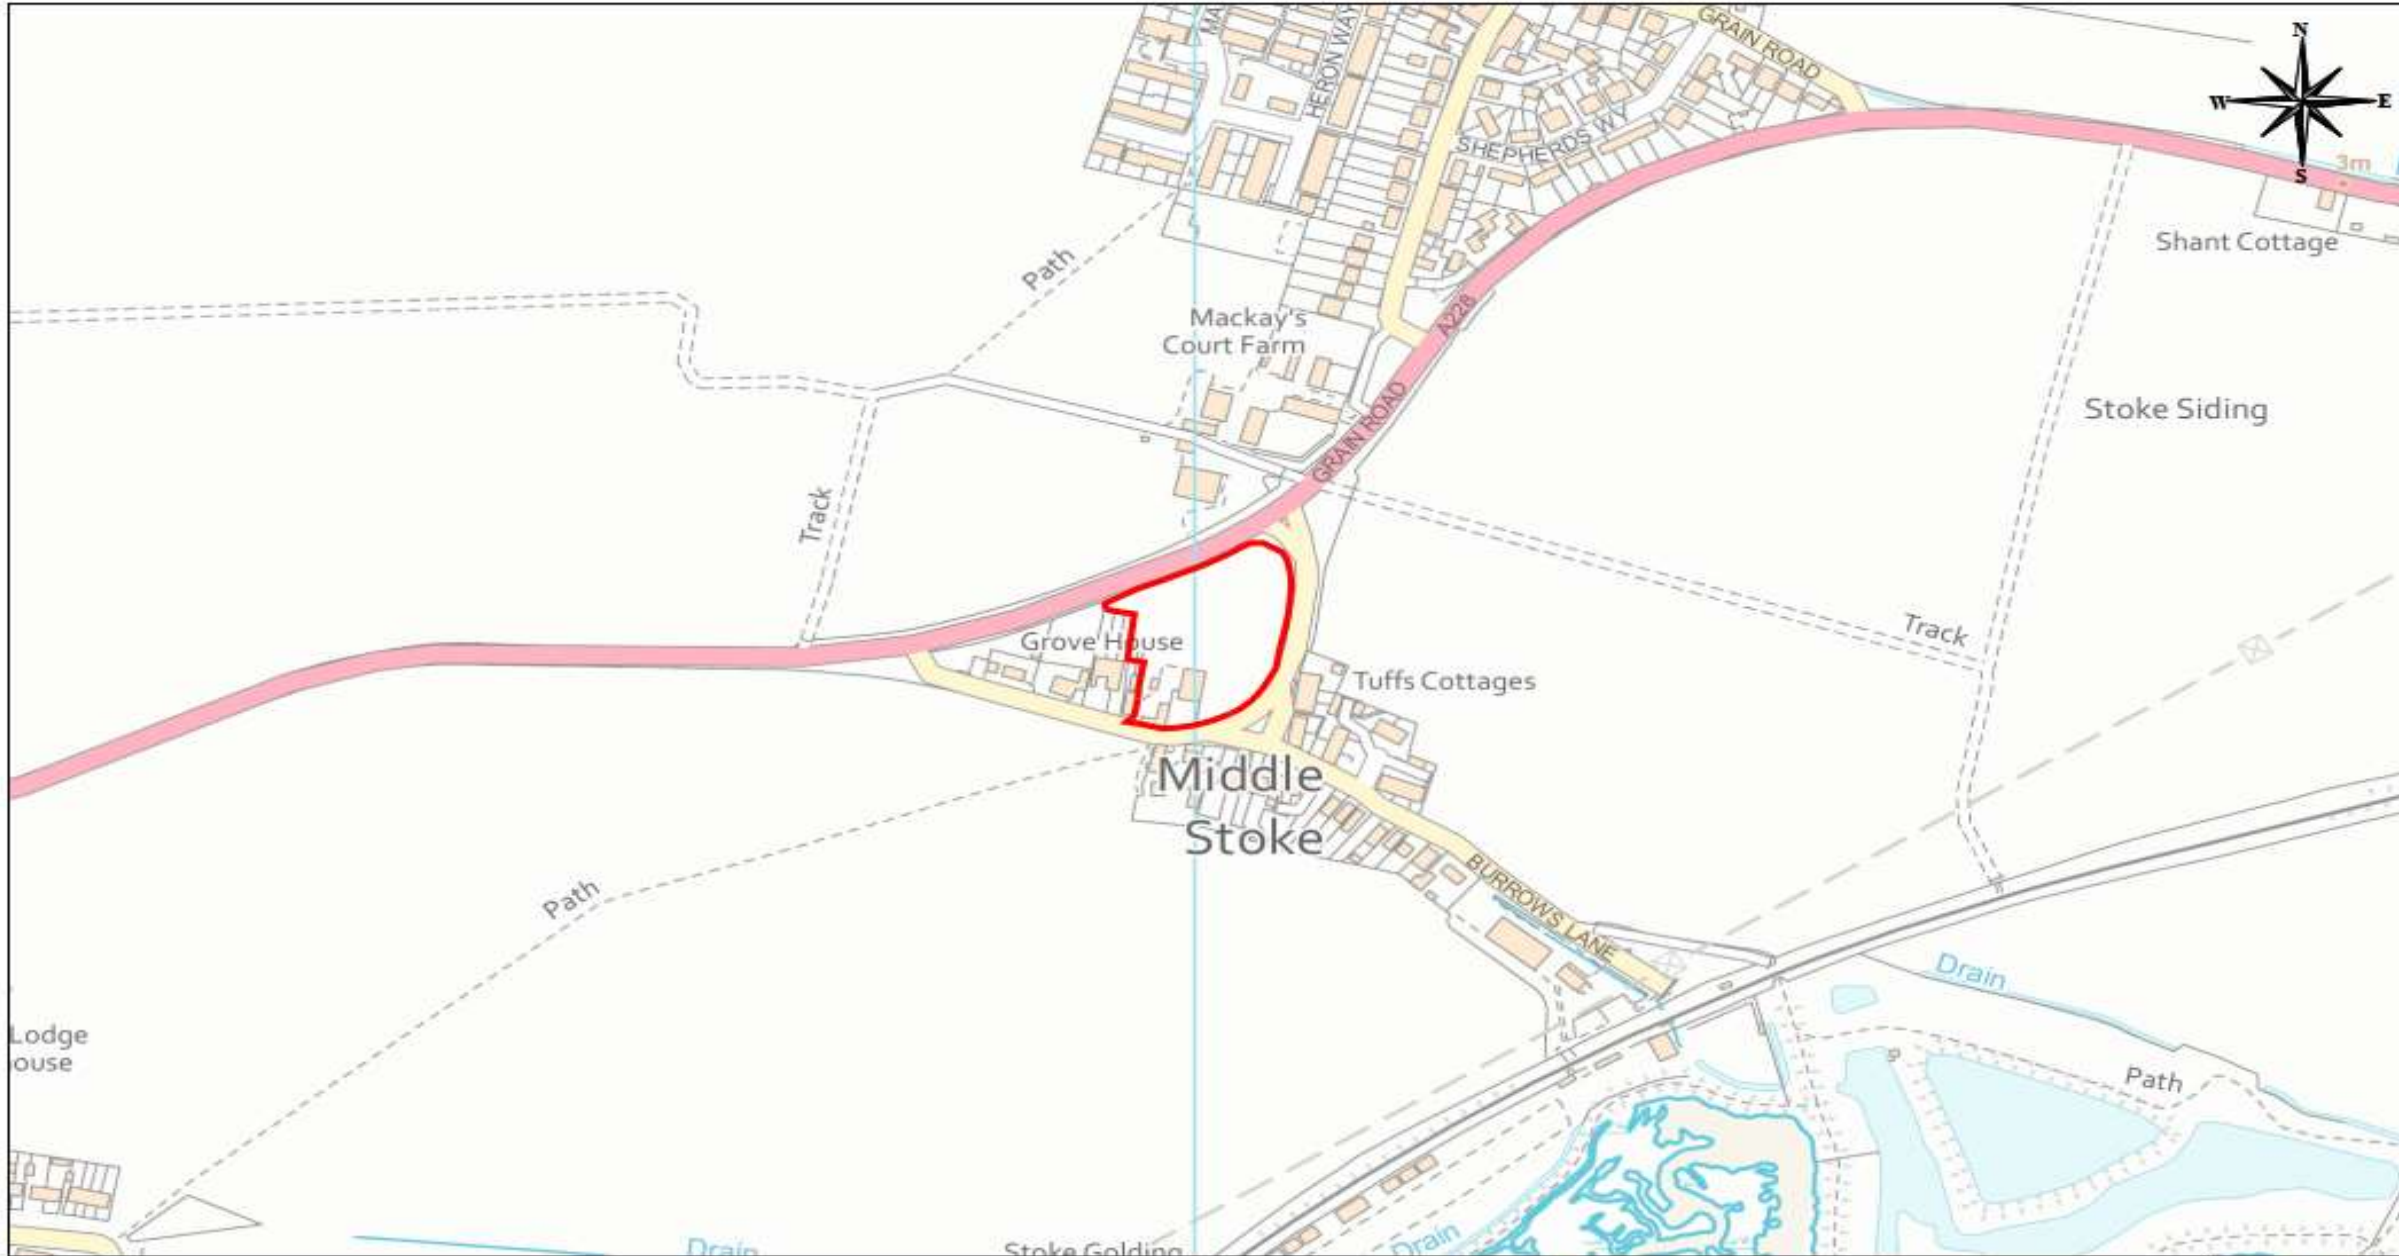 GRAIN ROAD
HERON WAY
N
W
E
S
SHEPHERDS WY
3m
Shant Cottage
Path
Mackay's
Court Farm
A228
GRAIN ROAD
Stoke Siding
Track
Track
Grove House
Tuffs Cottages
Middle
Stoke
Path
BURROWS LANE
Drain
Lodge
Path
Drain
Stoke Golding
Drain